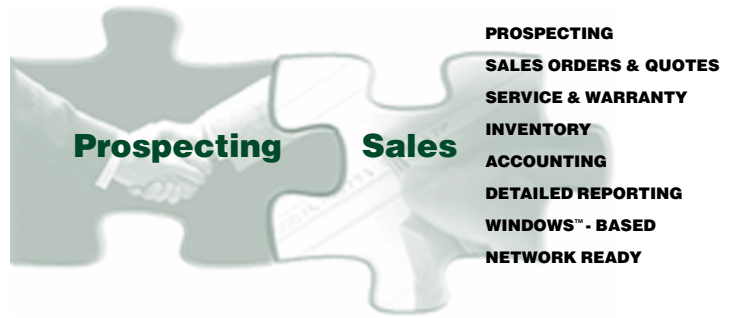 Prospecting
Sales
PROSPECTING
SALES ORDERS & QUOTES
SERVICE & WARRANTY
INVENTORY
ACCOUNTING
DETAILED REPORTING
WINDOWS™- BASED
NETWORK READY